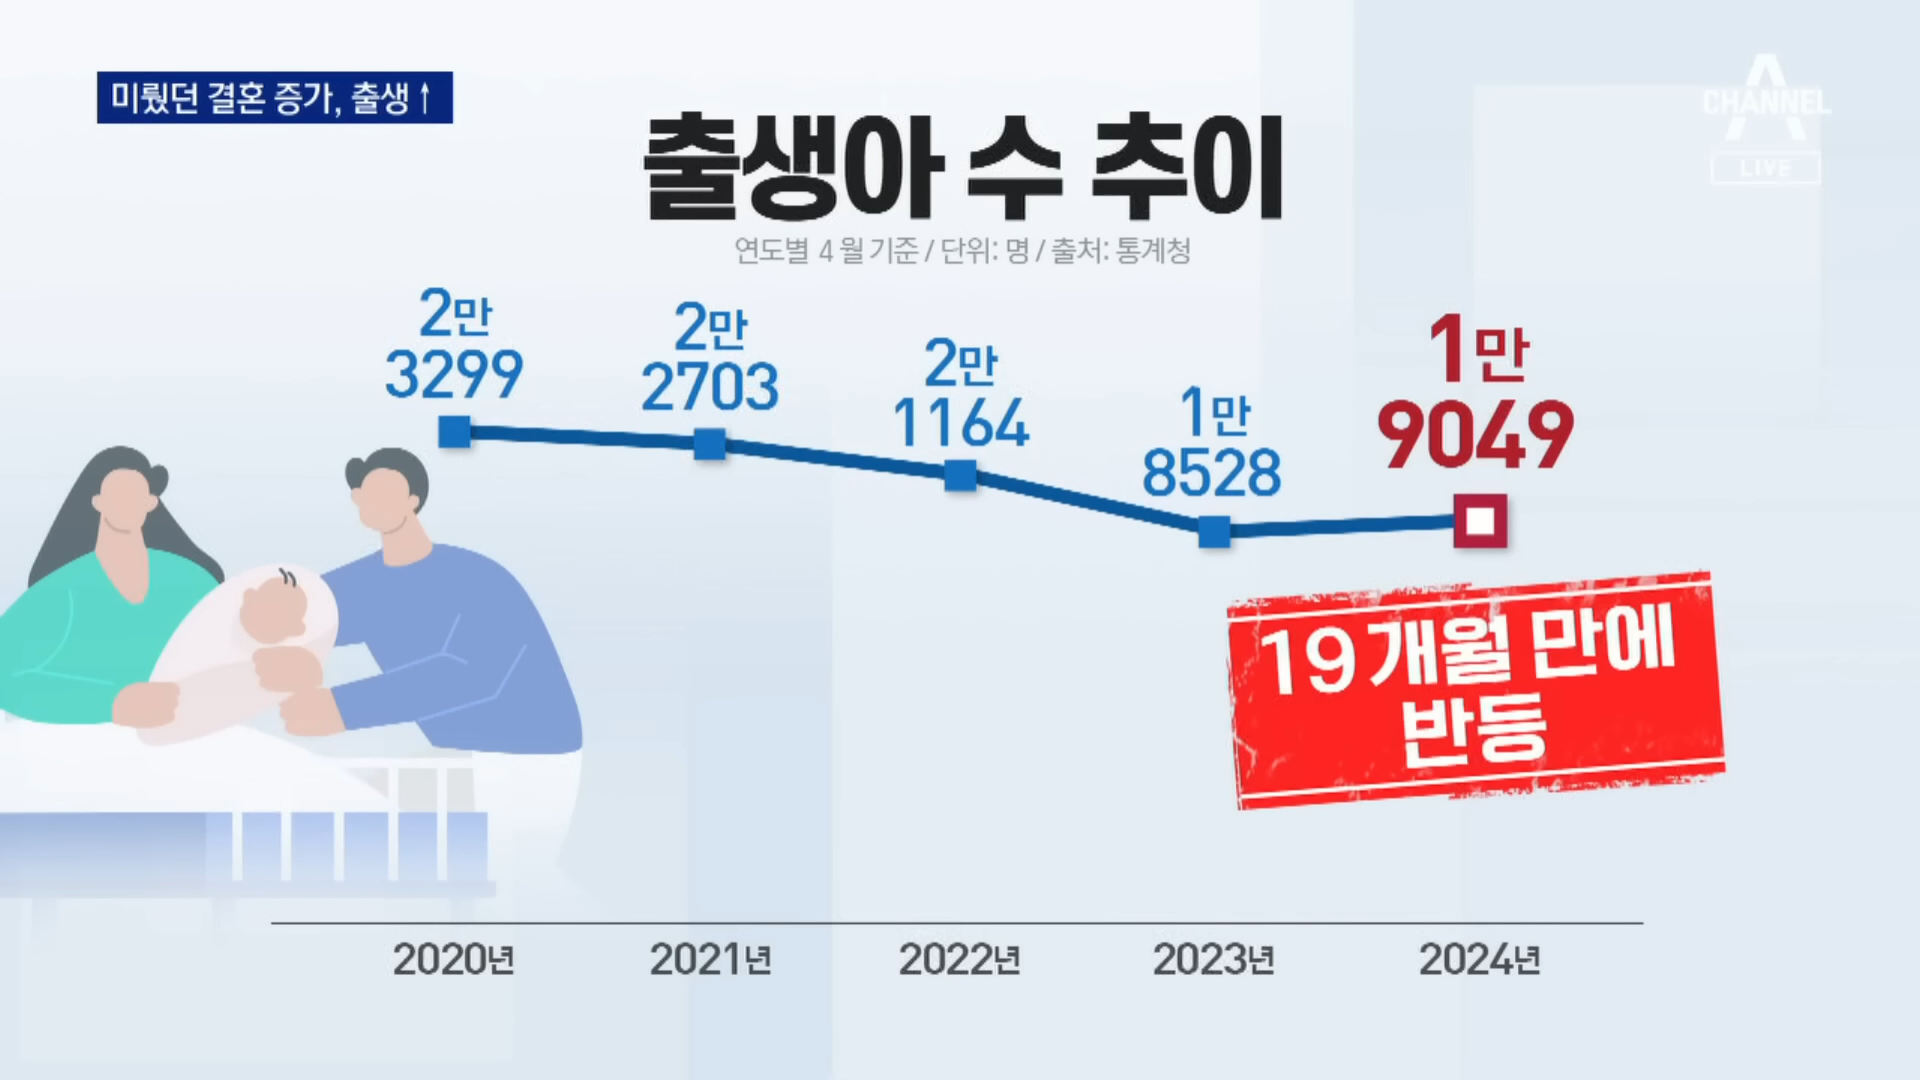 미뤘던 결혼 증가, 출생↑
CHANNEL A
LIVE
출생아 수 추이
연도별 4월 기준 / 단위: 명 / 출처: 통계청
2만
3299
2만
2703
2만
1164
1만
8528
1만
9049
19개월 만에
반등
2020년
2021년
2022년
2023년
2024년